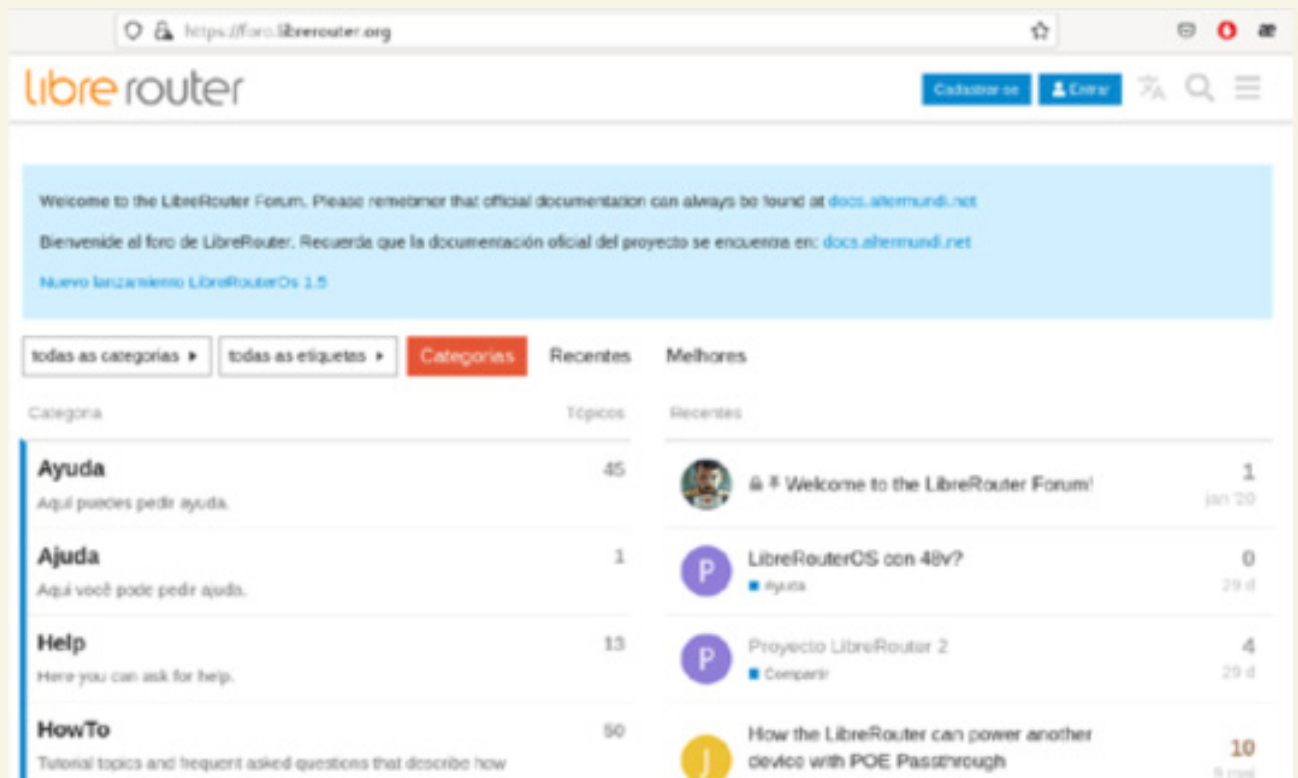 https://foro.librerouter.org
libre router
Cadastrar-se
Entrar
Welcome to the LibreRouter Forum. Please remebmer that official documentation can always be found at docs.altermundi.net
Bienvenide al foro de LibreRouter. Recuerda que la documentación oficial del proyecto se encuentra en: docs.altermundi.net
Nuevo lanzamiento LibreRouterOs 1.5
todas as categorias
todas as etiquetas
Categorias
Recentes
Melhores
Categoria
Tópicos
Ayuda
45
Aquí puedes pedir ayuda.
Ajuda
1
Aqui você pode pedir ajuda.
Help
13
Here you can ask for help.
HowTo
50
Tutorial topics and frequent asked questions that describe how
Recentes
Welcome to the LibreRouter Forum!
1
jan '20
P
LibreRouterOS con 48v?
0
Ayuda
29 d
P
Proyecto LibreRouter 2
4
Compartir
29 d
J
How the LibreRouter can power another
device with POE Passthrough
10